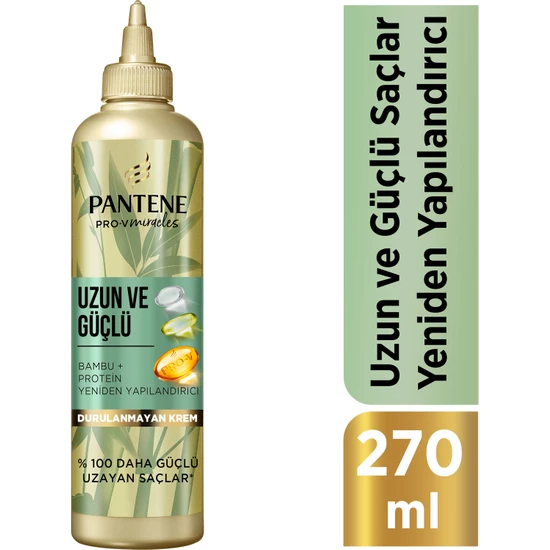 PANTENE
PRO-V miracles
UZUN VE
GÜÇLÜ
BAMBU +
PROTEIN
YENİDEN YAPILANDIRICI
PRO-V
DURULANMAYAN KREM
% 100 DAHA GÜÇLÜ
UZAYAN SAÇLAR*
Uzun ve Güçlü Saçlar
Yeniden Yapılandırıcı
270
ml